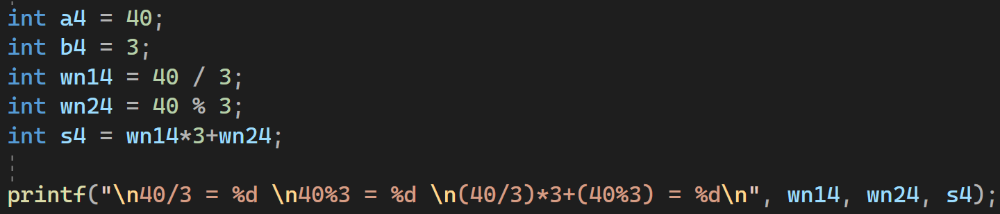 int a4 = 40;
int b4 = 3;
int wn14 = 40 / 3;
int wn24 = 40 % 3;
int s4 = wn14*3+wn24;
printf("\n40/3 = %d \n40%3 = %d \n(40/3)*3+(40%3) = %d\n", wn14, wn24, s4);